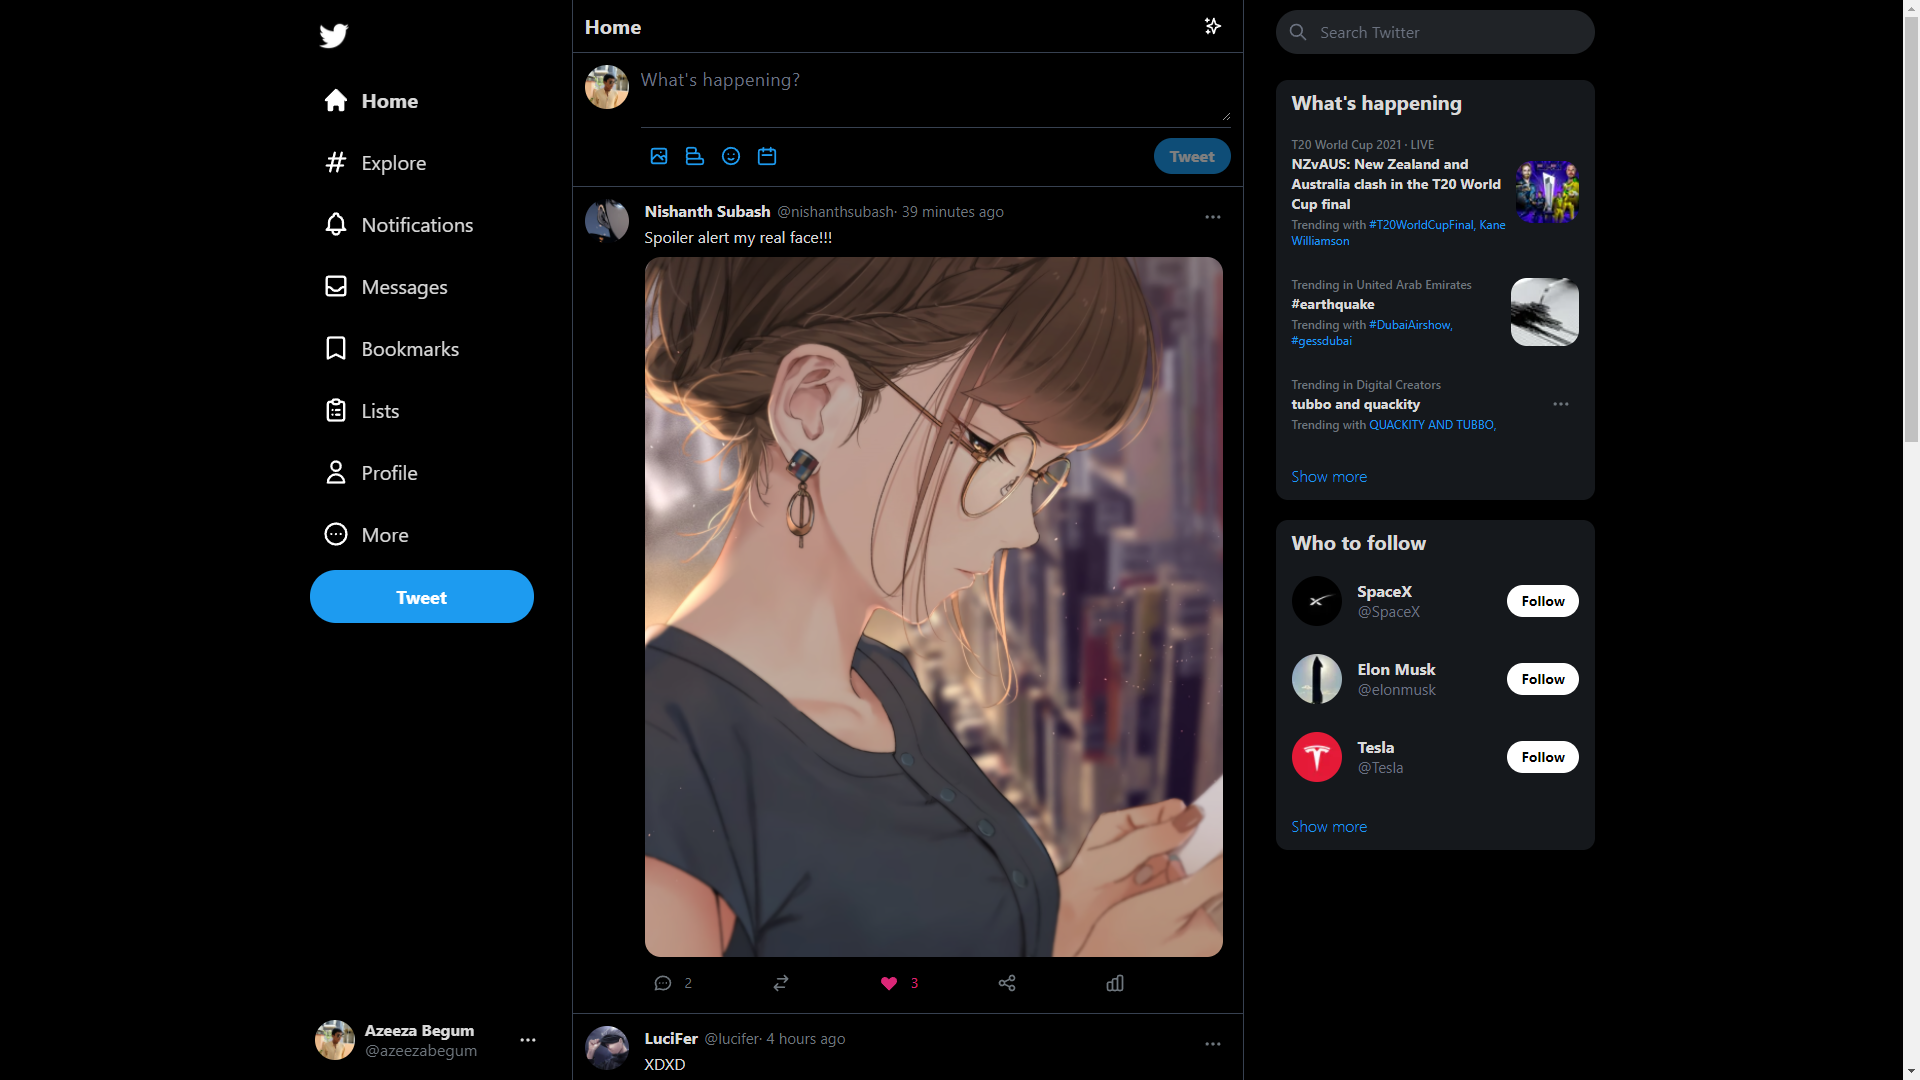 Home
Explore
Notifications
Messages
Bookmarks
Lists
Profile
More
Tweet
Azeeza Begum
@azeezabegum
Home
What's happening?
Tweet
Nishanth Subash @nishanthsubash· 39 minutes ago
Spoiler alert my real face!!!
2
3
LuciFer @lucifer· 4 hours ago
XDXD
Search Twitter
What's happening
T20 World Cup 2021 · LIVE
NZvAUS: New Zealand and
Australia clash in the T20 World
Cup final
Trending with #T20WorldCupFinal, Kane
Williamson
Trending in United Arab Emirates
#earthquake
Trending with #DubaiAirshow,
#gessdubai
Trending in Digital Creators
tubbo and quackity
Trending with QUACKITY AND TUBBO,
Show more
Who to follow
SpaceX
@SpaceX
Follow
Elon Musk
@elonmusk
Follow
Tesla
@Tesla
Follow
Show more